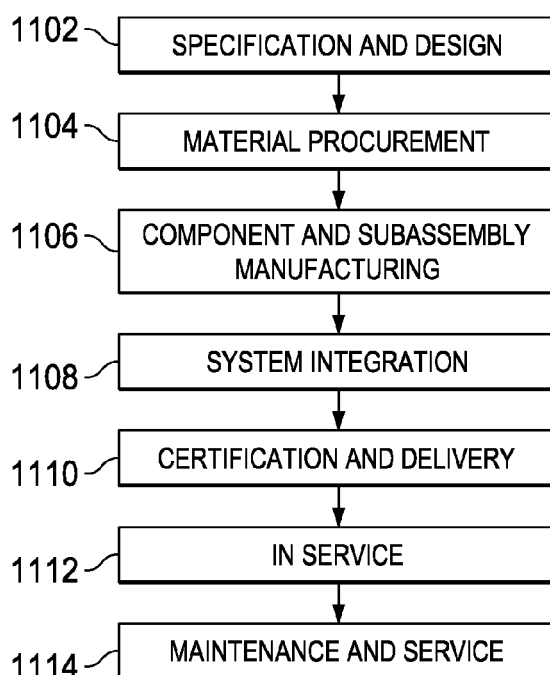 1102
SPECIFICATION AND DESIGN
1104
MATERIAL PROCUREMENT
1106
COMPONENT AND SUBASSEMBLY
MANUFACTURING
1108
SYSTEM INTEGRATION
1110
CERTIFICATION AND DELIVERY
1112
IN SERVICE
1114
MAINTENANCE AND SERVICE